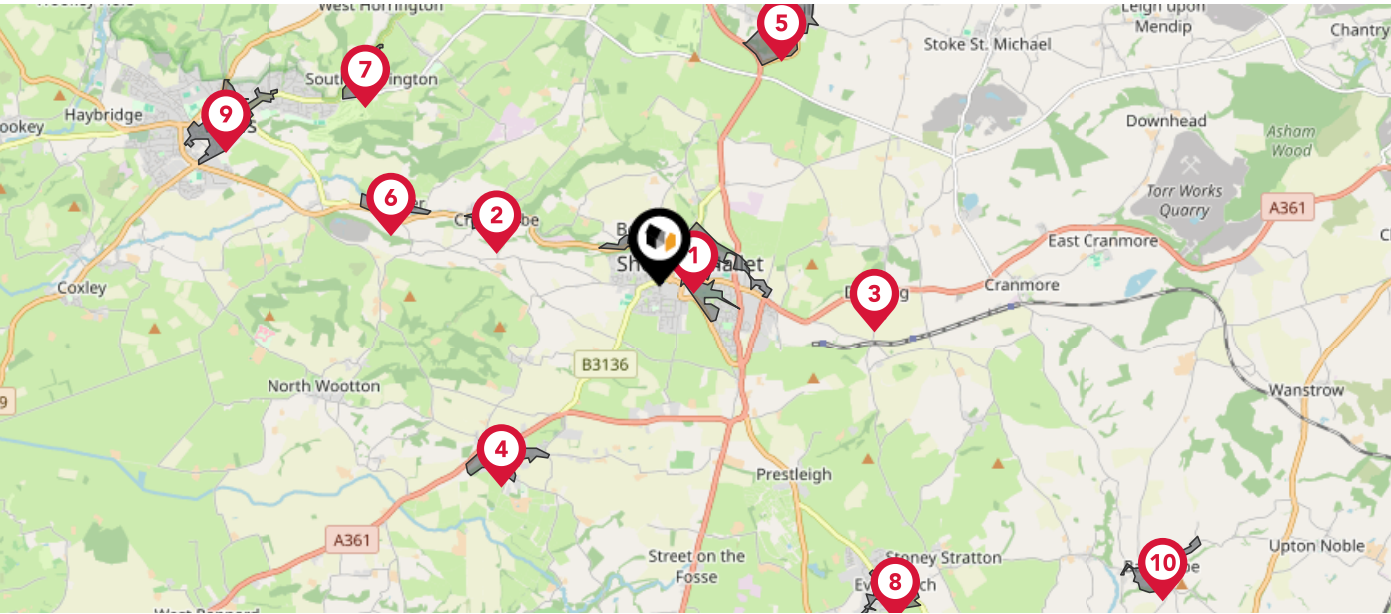 West Horrington
Leigh upon
Mendip
Chantry
Stoke St. Michael
5
7
Haybridge
9
Downhead
Asham
Wood
Torr Works
Quarry
A361
6
2
1
East Cranmore
Cranmore
3
Coxley
B3136
North Wootton
Wanstrow
9
4
Prestleigh
A361
Street on the
Fosse
Stoney Stratton
Upton Noble
8
10